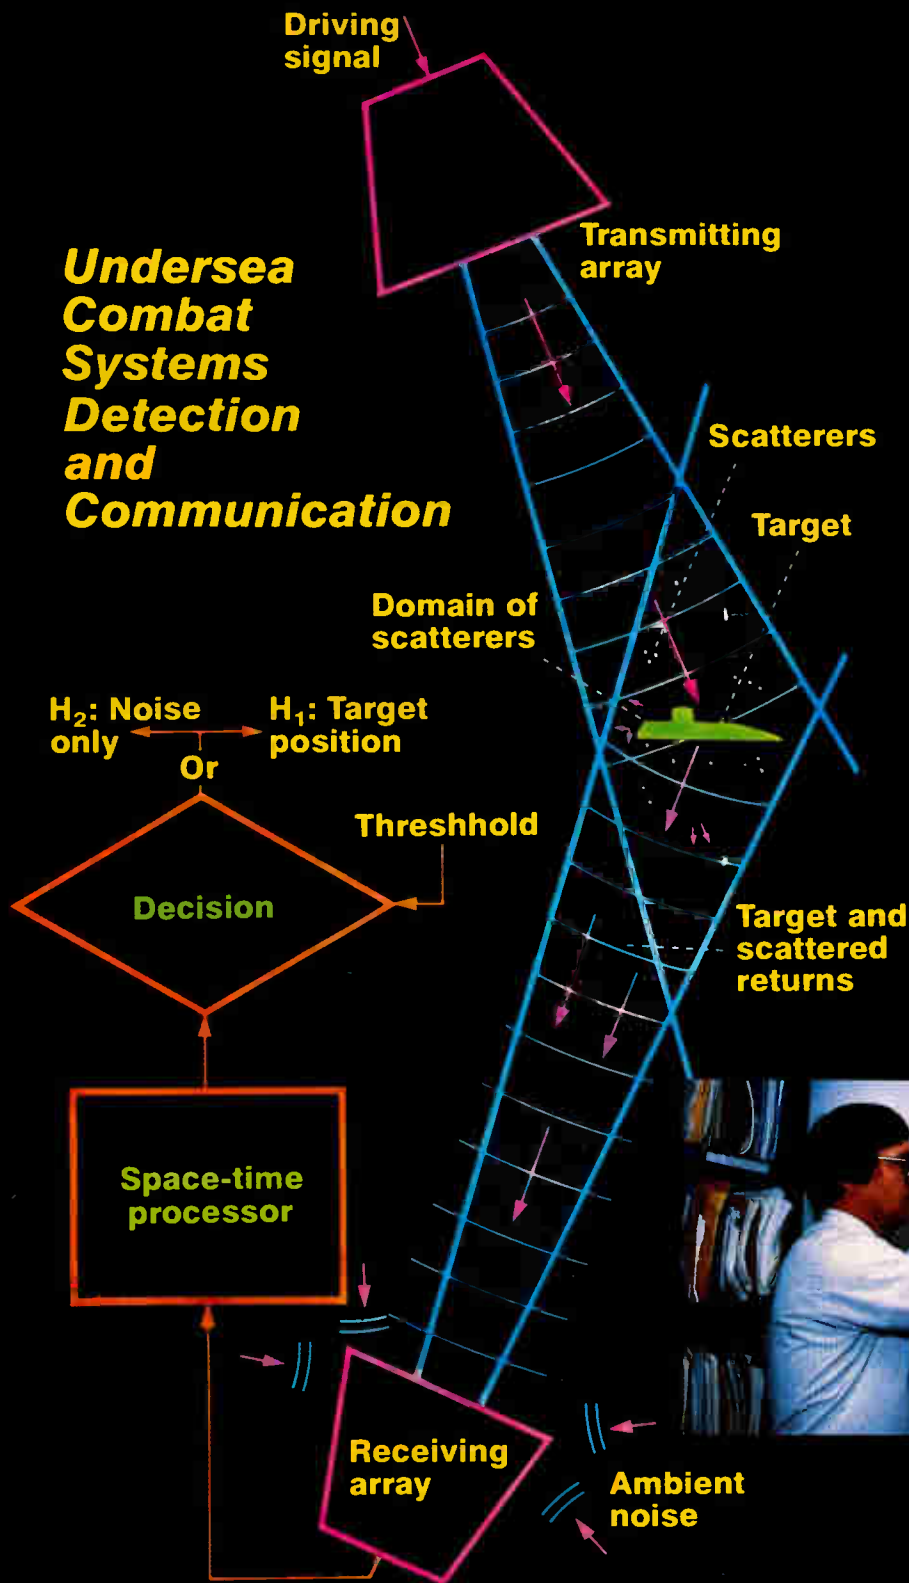 Driving
signal
Undersea
Combat
Systems
Detection
and
Communication
Transmitting
array
Scatterers
Target
Domain of
scatterers
H₂: Noise
only
H₁: Target
position
Or
Threshhold
Decision
Target and
scattered
returns
Space-time
processor
Receiving
array
Ambient
noise